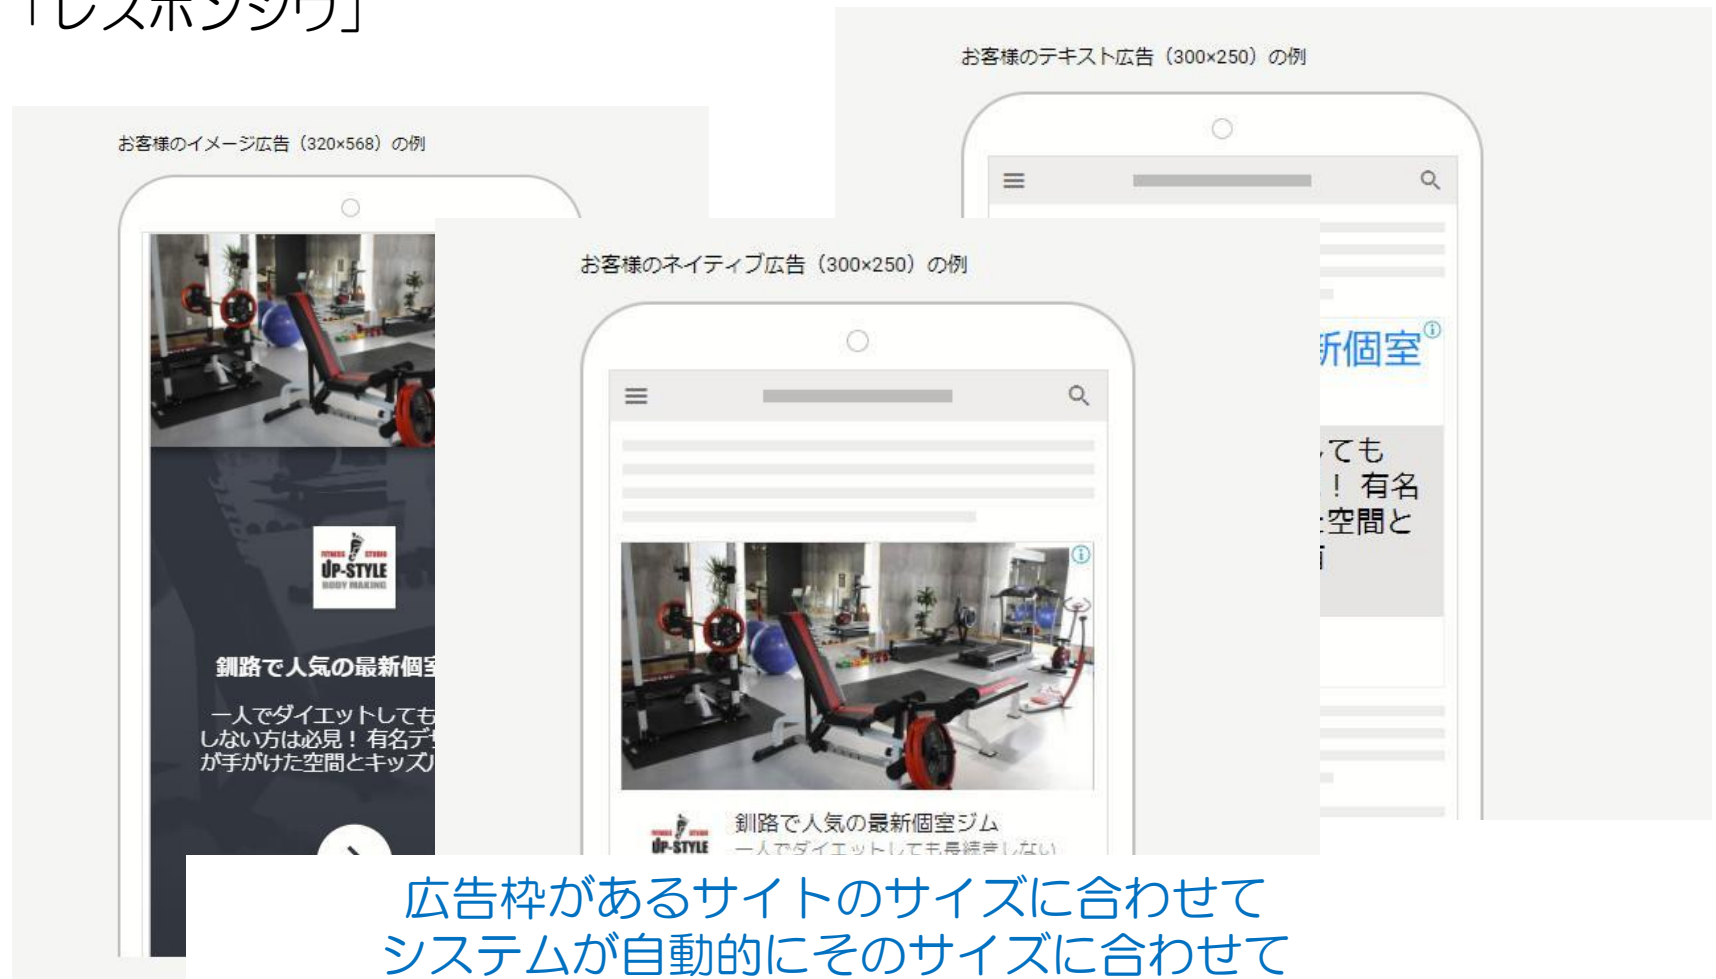 「レスポンシウ」
お客様のイメージ広告（320×568）の例
FITNESS STUDIO
UP-STYLE
BODY MAKING
釧路で人気の最新個
一人でダイエットしても
しない方は必見！ 有名デ
が手がけた空間とキッズ
お客様のネイティブ広告（300×250）の例
釧路で人気の最新個室ジム
一人でダイエットしても長続きしない
UP-STYLE
お客様のテキスト広告（300×250）の例
新個室
ても
！ 有名
空間と
広告枠があるサイトのサイズに合わせて
システムが自動的にそのサイズに合わせて